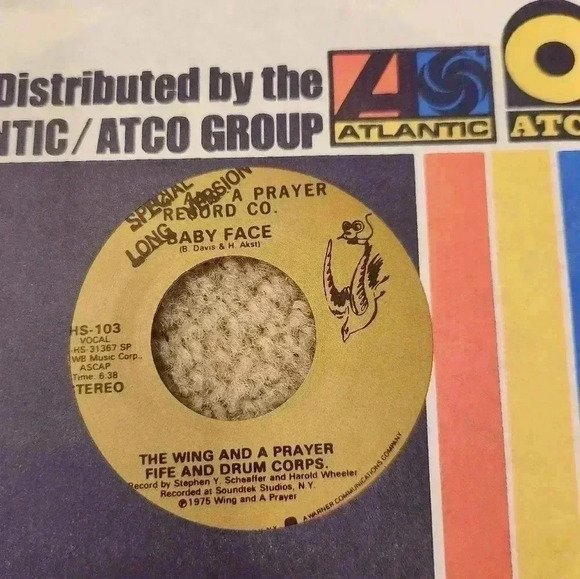 Distributed by the
NTIC/ATCO GROUP
ATLANTIC
ATC
SPECIAL
LONG VERSION
A PRAYER
RECORD CO.
BABY FACE
(B. Davis & H. Akst)
HS-103
VOCAL
-HS-31367 SP
WB Music Corp.,
ASCAP
Time: 6:38
STEREO
THE WING AND A PRAYER
FIFE AND DRUM CORPS.
Record by Stephen Y. Scheaffer and Harold Wheeler
Recorded at Soundtek Studios, N.Y.
℗1975 Wing and A Prayer
A WARNER COMMUNICATIONS COMPANY